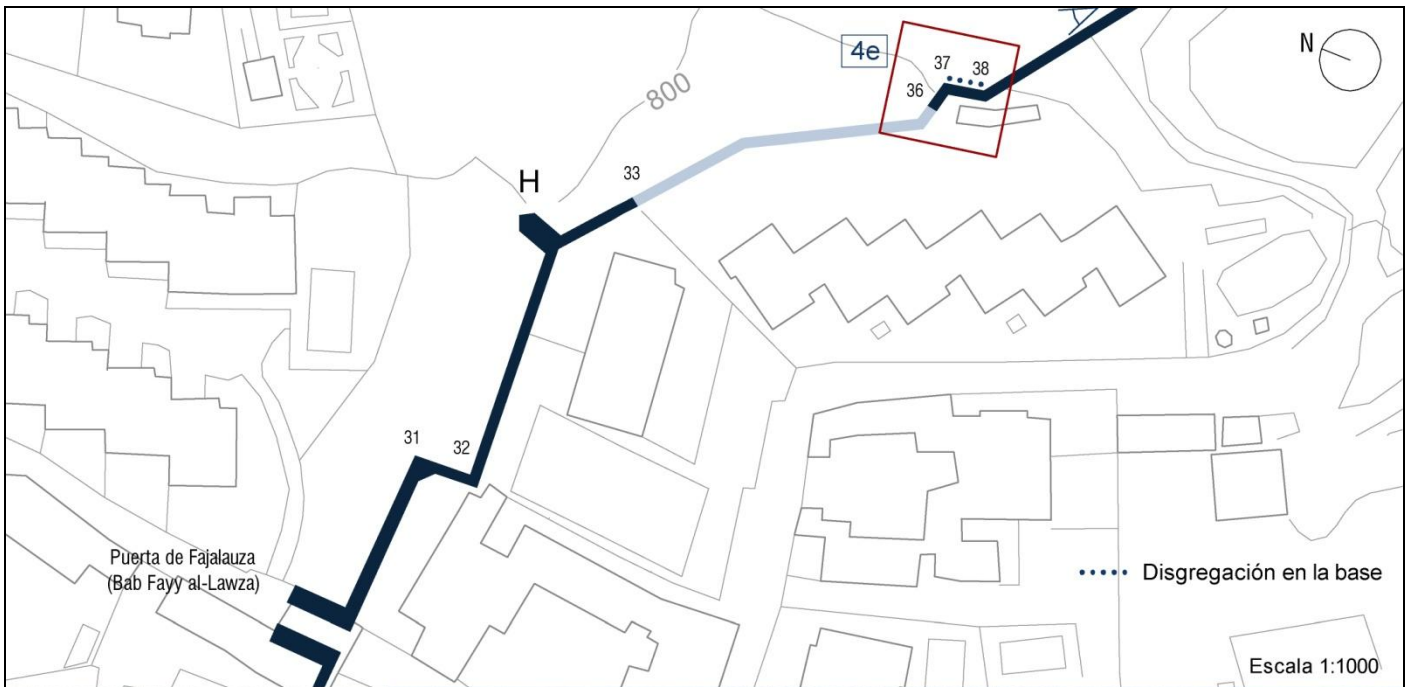 4e
37
38
36
N
800
33
H
31
32
Puerta de Fajalauza
(Bab Fayy al-Lawza)
Disgregación en la base
Escala 1:1000